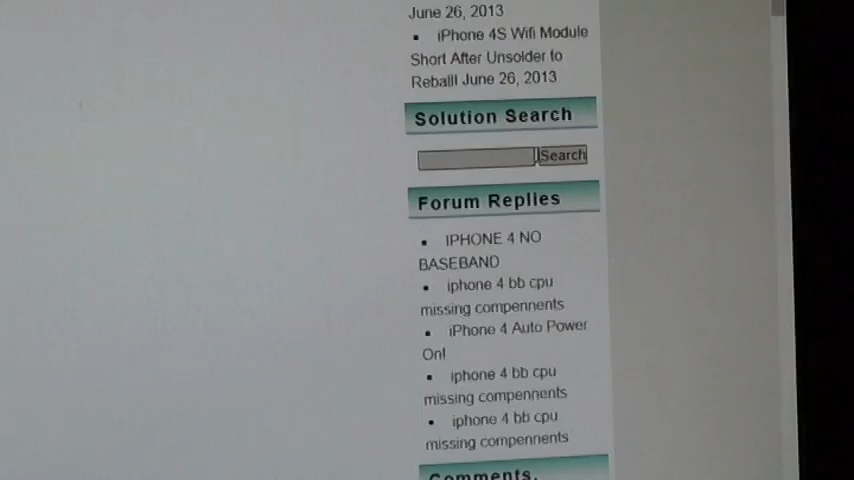 June 26, 2013
iPhone 4S Wifi Module
Short After Unsolder to
Reball! June 26, 2013
Solution Search
Search
Forum Replies
IPHONE 4 NO
BASEBAND
iphone 4 bb cpu
missing compennents
iPhone 4 Auto Power
On!
iphone 4 bb cpu
missing compennents
iphone 4 bb cpu
missing compennents
Comments.